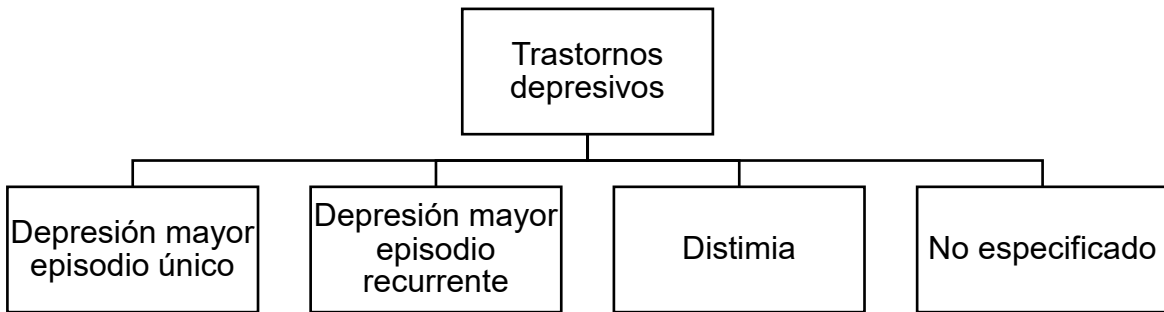 Trastornos
depresivos
Depresión mayor
episodio único
Depresión mayor
episodio
recurrente
Distimia
No especificado